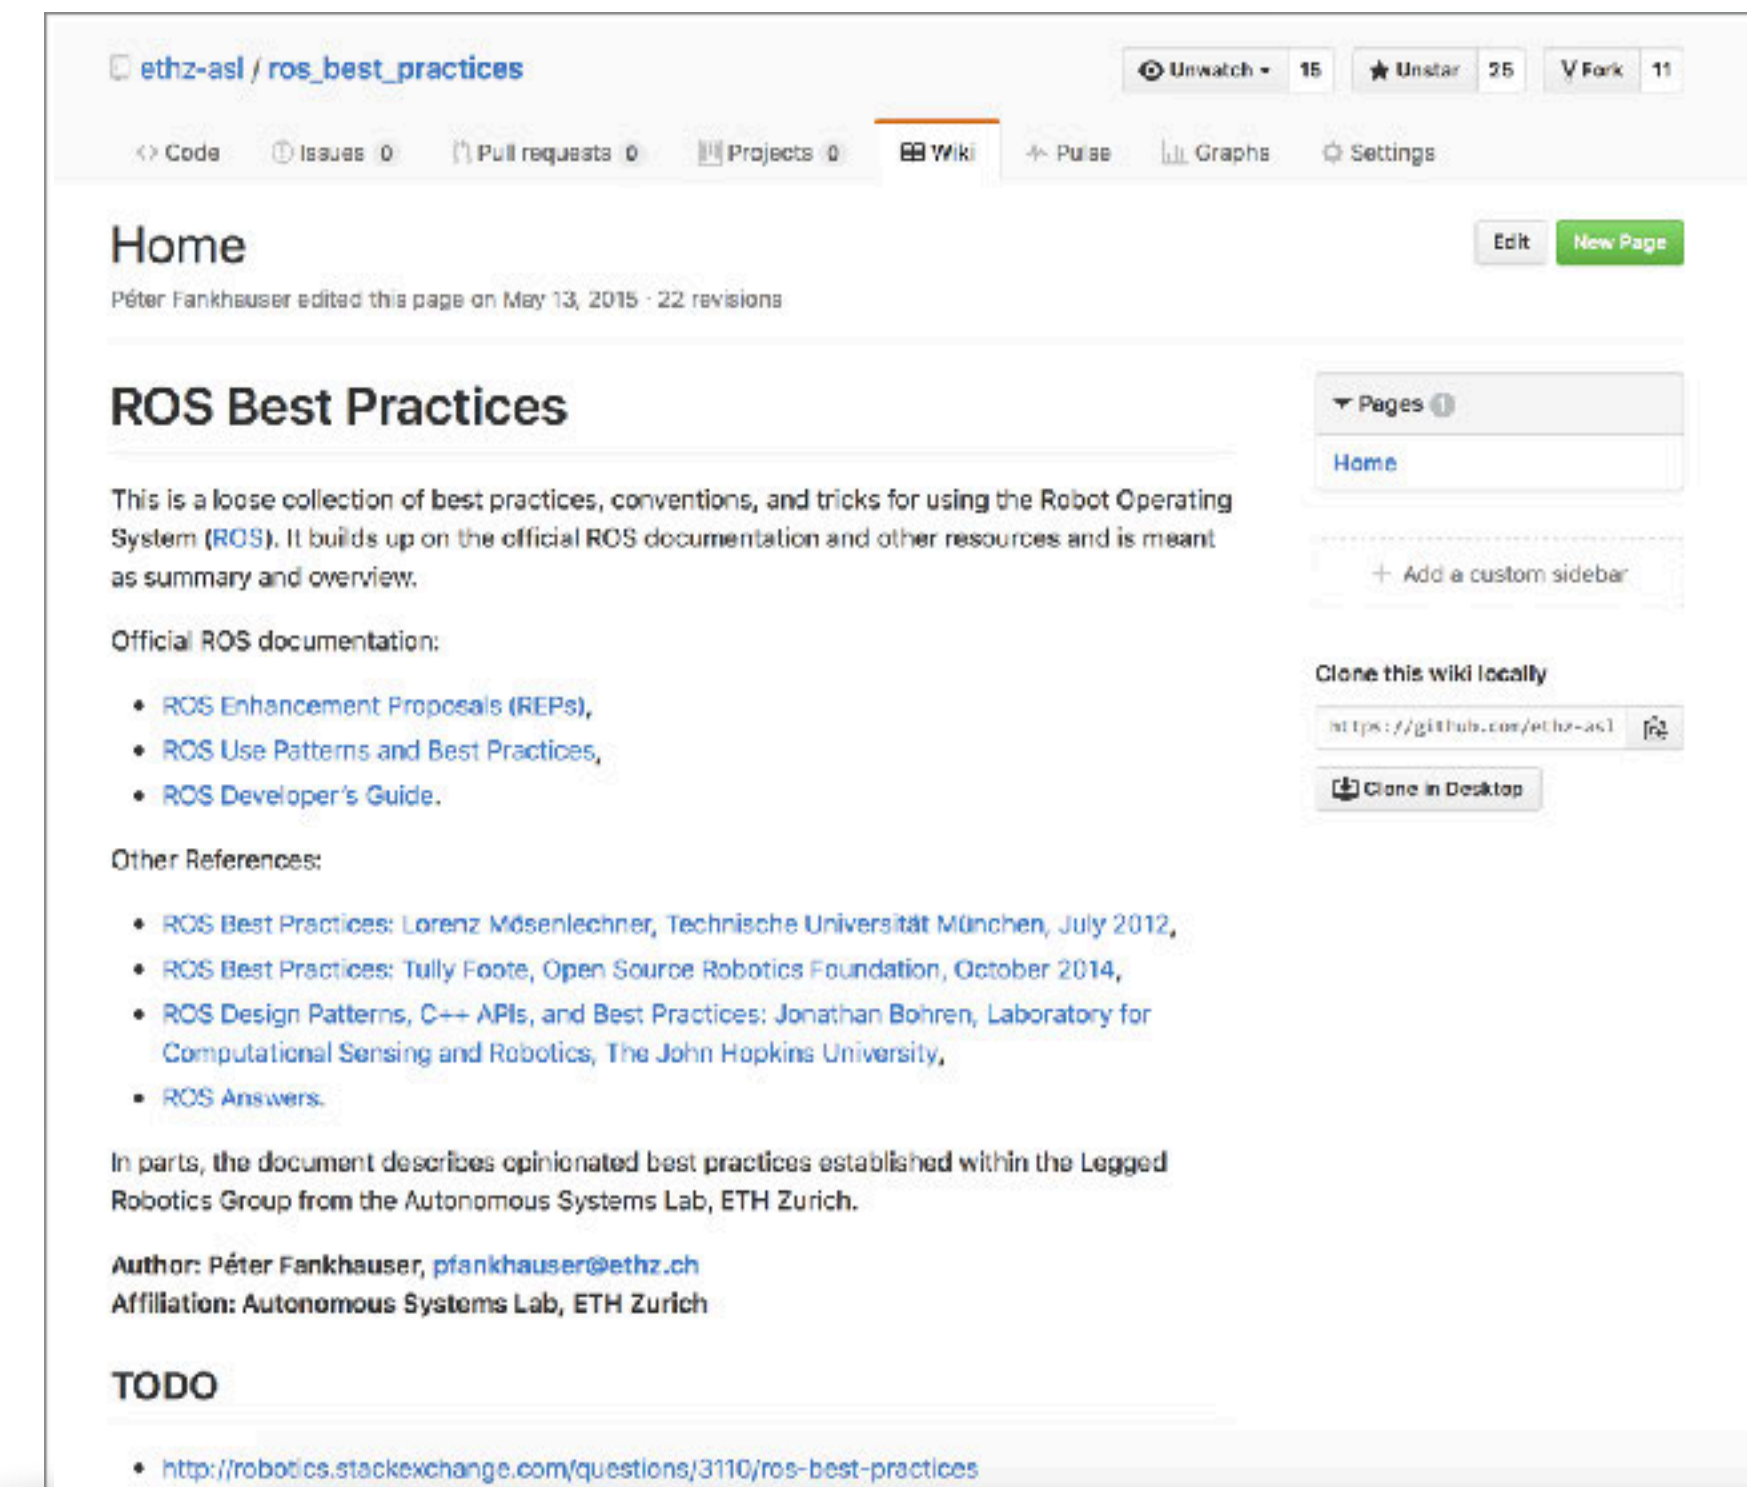 ethz-asl / ros_best_practices
Unwatch 15 Unstar 25 Fork 11
<> Code Issues 0 Pull requests 0 Projects 0 Wiki Pulse Graphs Settings
Home
Edit New Page
Péter Fankhauser edited this page on May 13, 2015 · 22 revisions
ROS Best Practices
This is a loose collection of best practices, conventions, and tricks for using the Robot Operating
System (ROS). It builds up on the official ROS documentation and other resources and is meant
as summary and overview.
Official ROS documentation:
• ROS Enhancement Proposals (REPs),
• ROS Use Patterns and Best Practices,
• ROS Developer's Guide.
Other References:
• ROS Best Practices: Lorenz Mösenlechner, Technische Universität München, July 2012,
• ROS Best Practices: Tully Foote, Open Source Robotics Foundation, October 2014,
• ROS Design Patterns, C++ APIs, and Best Practices: Jonathan Bohren, Laboratory for
Computational Sensing and Robotics, The John Hopkins University,
• ROS Answers.
In parts, the document describes opinionated best practices established within the Legged
Robotics Group from the Autonomous Systems Lab, ETH Zurich.
Author: Péter Fankhauser, pfankhauser@ethz.ch
Affiliation: Autonomous Systems Lab, ETH Zurich
TODO
• http://robotics.stackexchange.com/questions/3110/ros-best-practices
Pages 1
Home
+ Add a custom sidebar
Clone this wiki locally
https://github.com/ethz-asl
Clone in Desktop